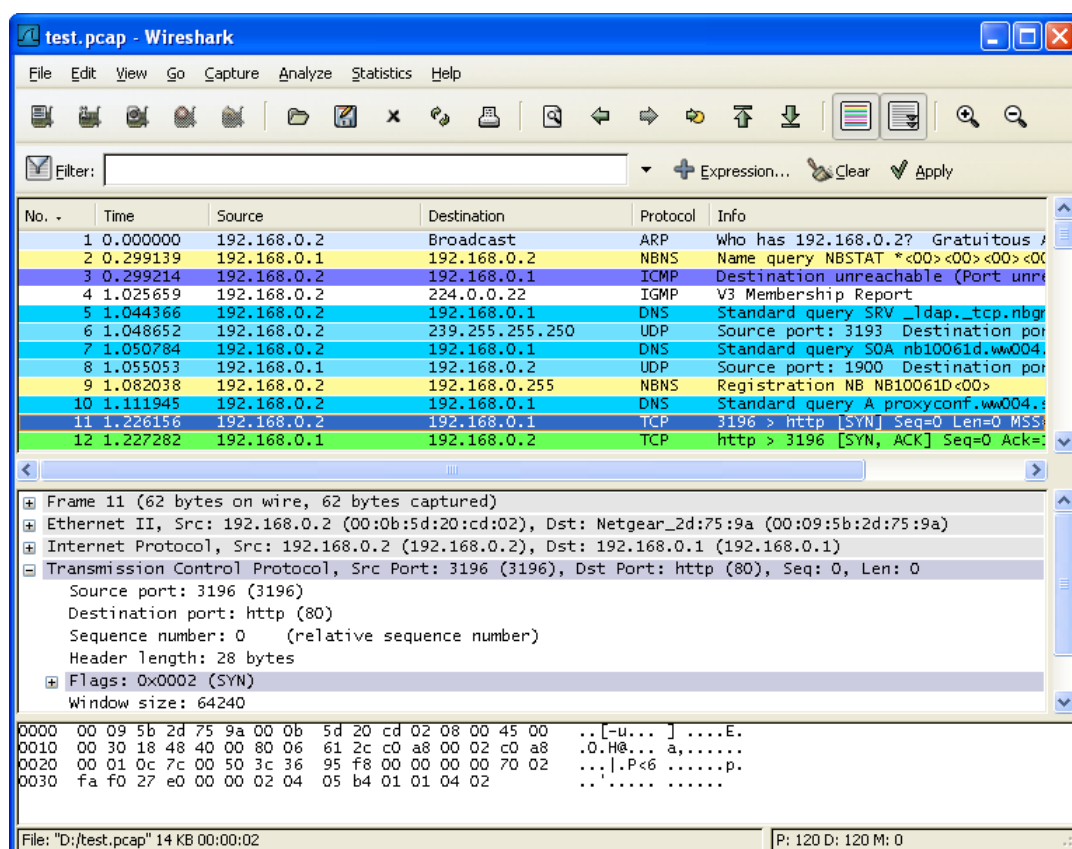 test.pcap - Wireshark
File Edit View Go Capture Analyze Statistics Help
Filter: Expression... Clear Apply
No. Time Source Destination Protocol Info
1 0.000000 192.168.0.2 Broadcast ARP Who has 192.168.0.2? Gratuitous
2 0.299139 192.168.0.1 192.168.0.2 NBNS Name query NBSTAT *<00><00><00><00
3 0.299214 192.168.0.2 192.168.0.1 ICMP Destination unreachable (Port unre
4 1.025659 192.168.0.2 224.0.0.22 IGMP V3 Membership Report
5 1.044366 192.168.0.2 192.168.0.1 DNS Standard query SRV _ldap._tcp.nbgm
6 1.048652 192.168.0.2 239.255.255.250 UDP Source port: 3193 Destination por
7 1.050784 192.168.0.2 192.168.0.1 DNS Standard query SOA nb10061d.ww004.
8 1.055053 192.168.0.1 192.168.0.2 UDP Source port: 1900 Destination por
9 1.082038 192.168.0.2 192.168.0.255 NBNS Registration NB NB10061D<00>
10 1.111945 192.168.0.2 192.168.0.1 DNS Standard query A proxyconf.ww004.s
11 1.226156 192.168.0.2 192.168.0.1 TCP 3196 > http [SYN] Seq=0 Len=0 MSS
12 1.227282 192.168.0.1 192.168.0.2 TCP http > 3196 [SYN, ACK] Seq=0 Ack=
Frame 11 (62 bytes on wire, 62 bytes captured)
Ethernet II, Src: 192.168.0.2 (00:0b:5d:20:cd:02), Dst: Netgear_2d:75:9a (00:09:5b:2d:75:9a)
Internet Protocol, Src: 192.168.0.2 (192.168.0.2), Dst: 192.168.0.1 (192.168.0.1)
Transmission Control Protocol, Src Port: 3196 (3196), Dst Port: http (80), Seq: 0, Len: 0
Source port: 3196 (3196)
Destination port: http (80)
Sequence number: 0 (relative sequence number)
Header length: 28 bytes
Flags: 0x0002 (SYN)
Window size: 64240
0000 00 09 5b 2d 75 9a 00 0b 5d 20 cd 02 08 00 45 00 ..[-u... ] ....E.
0010 00 30 18 48 40 00 80 06 61 2c c0 a8 00 02 c0 a8 .0.H@... a,......
0020 00 01 0c 7c 00 50 3c 36 95 f8 00 00 00 00 70 02 ...|.P<6 ......p.
0030 fa f0 27 e0 00 00 02 04 05 b4 01 01 04 02 ..'..... ......
File: "D:/test.pcap" 14 KB 00:00:02 P: 120 D: 120 M: 0